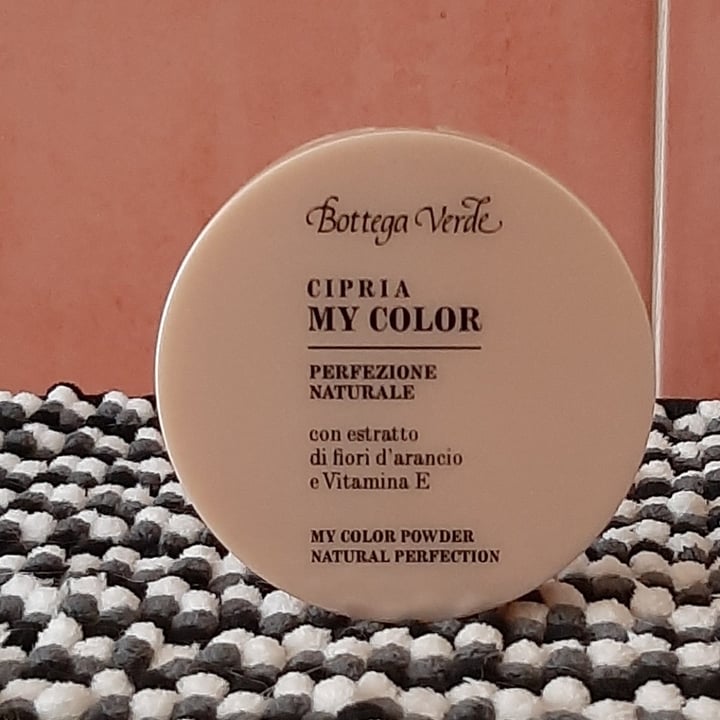 Bottega Verde
CIPRIA
MY COLOR
PERFEZIONE
NATURALE
con estratto
di fiori d'arancio
e Vitamina E
MY COLOR POWDER
NATURAL PERFECTION